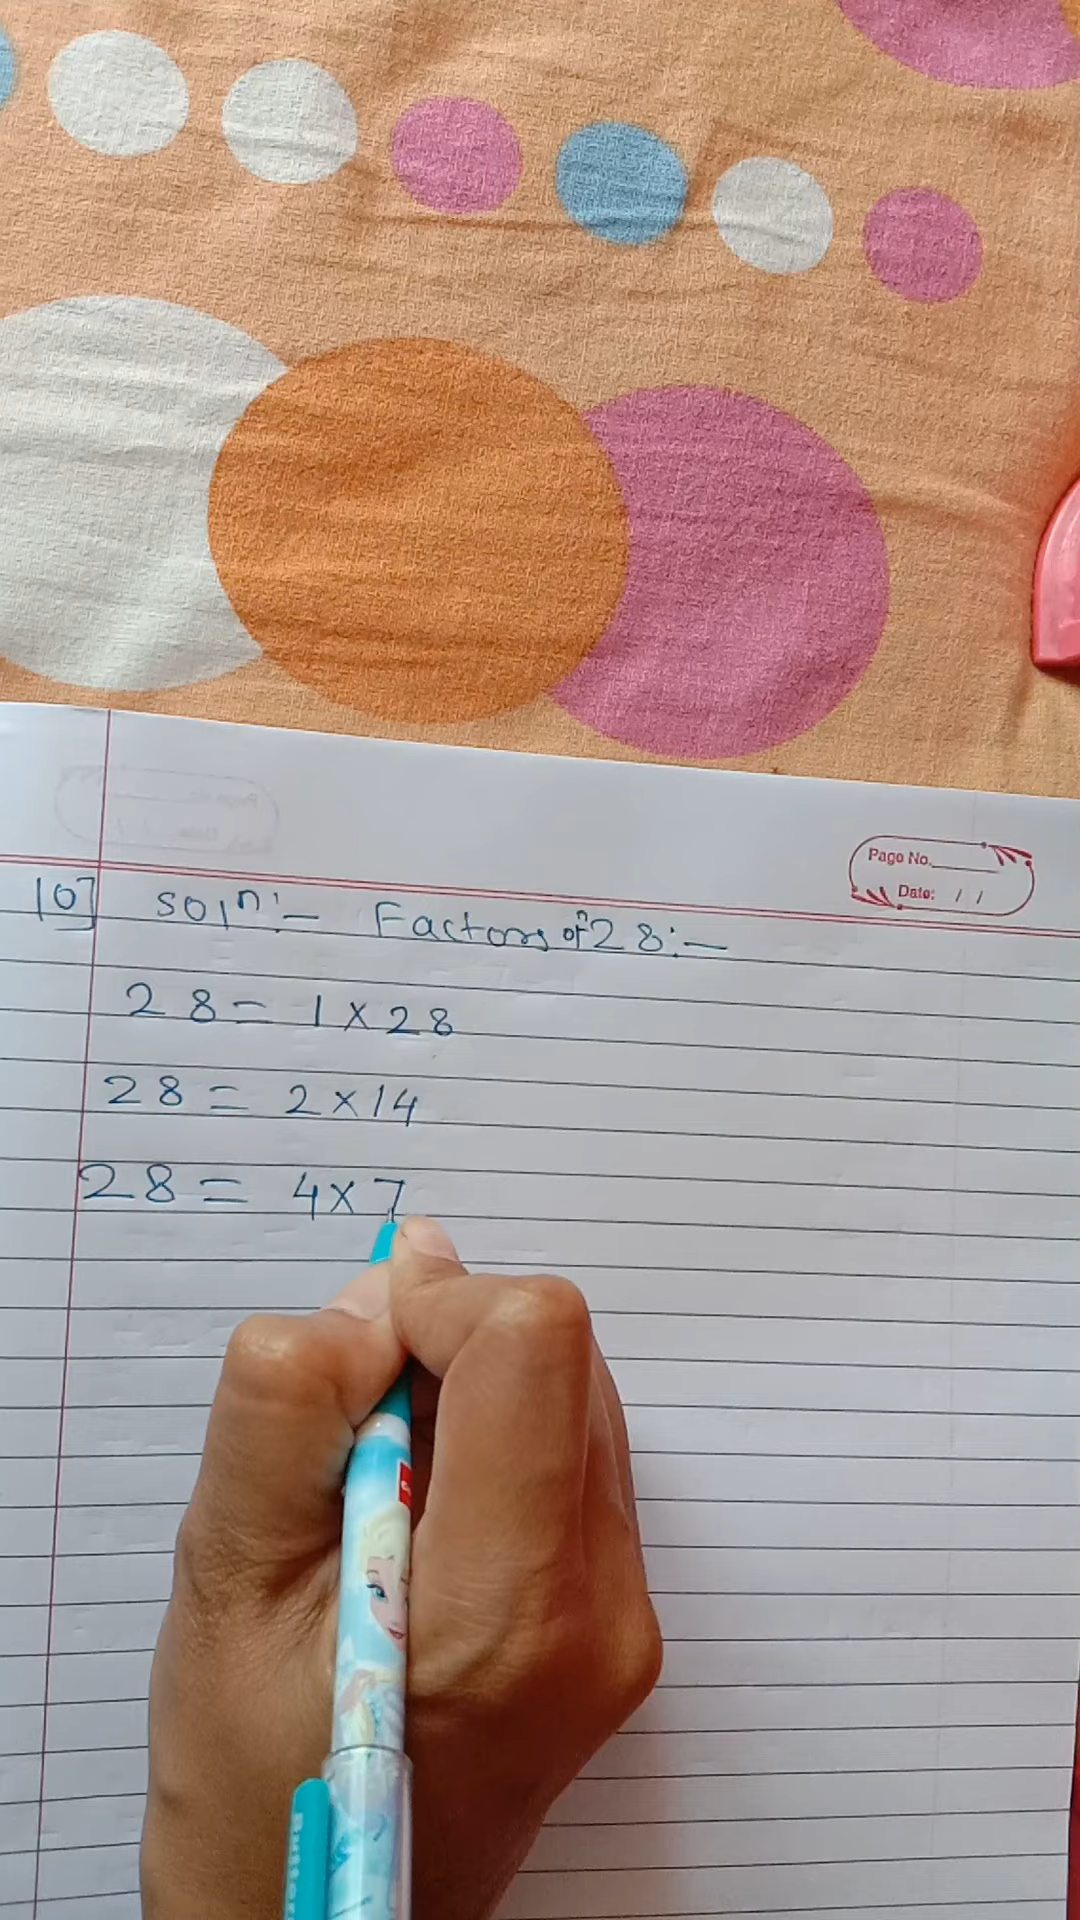 Page No.
Date: / /
10] Soln:- Factors of 28:-
28 = 1 x 28
28 = 2 x 14
28 = 4 x 7